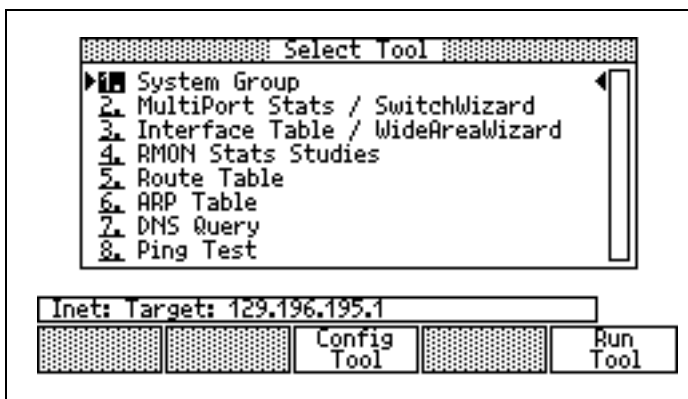 Select Tool
1. System Group
2. MultiPort Stats / SwitchWizard
3. Interface Table / WideAreaWizard
4. RMON Stats Studies
5. Route Table
6. ARP Table
7. DNS Query
8. Ping Test
Inet: Target: 129.196.195.1
Config Tool
Run Tool